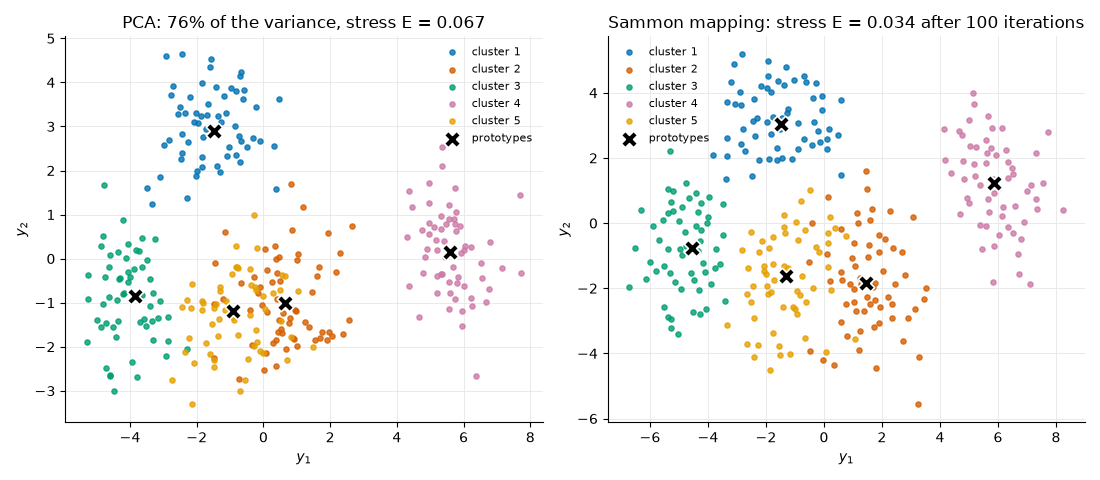 PCA: 76% of the variance, stress E = 0.067
5
4
3
2
1
0
−1
−2
−3
y₂
−4
−2
0
2
4
6
8
y₁
cluster 1
cluster 2
cluster 3
cluster 4
cluster 5
prototypes
Sammon mapping: stress E = 0.034 after 100 iterations
cluster 1
cluster 2
cluster 3
cluster 4
cluster 5
prototypes
4
2
0
−2
−4
−6
y₂
−6
−4
−2
0
2
4
6
8
y₁